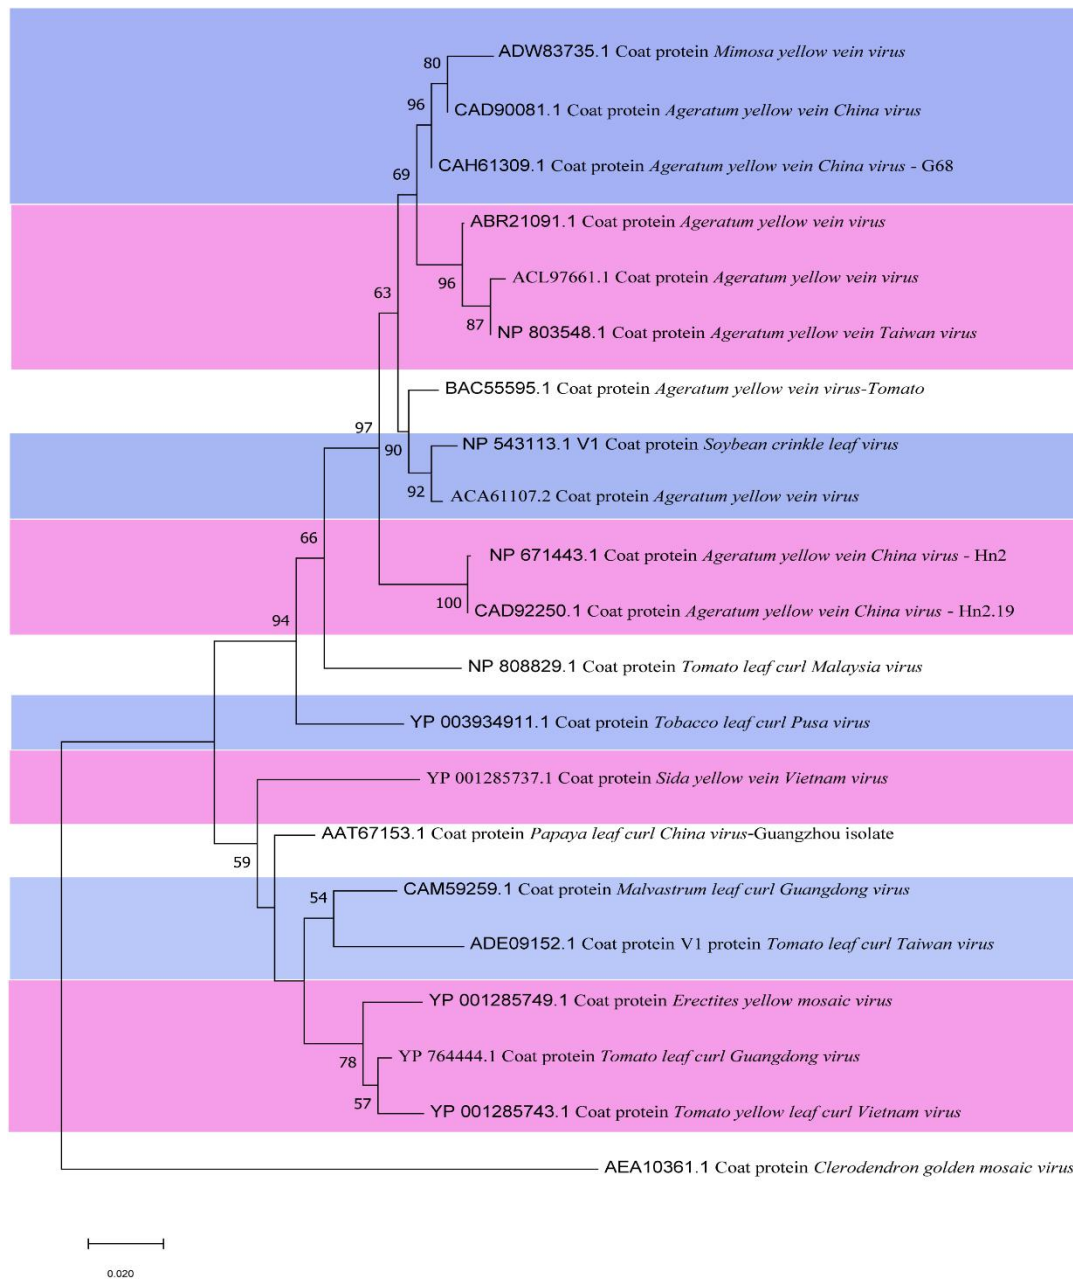 80
ADW83735.1 Coat protein Mimosa yellow vein virus
96
CAD90081.1 Coat protein Ageratum yellow vein China virus
CAH61309.1 Coat protein Ageratum yellow vein China virus - G68
69
ABR21091.1 Coat protein Ageratum yellow vein virus
96
ACL97661.1 Coat protein Ageratum yellow vein virus
63
87
NP 803548.1 Coat protein Ageratum yellow vein Taiwan virus
BAC55595.1 Coat protein Ageratum yellow vein virus-Tomato
97
90
NP 543113.1 V1 Coat protein Soybean crinkle leaf virus
92
ACA61107.2 Coat protein Ageratum yellow vein virus
66
NP 671443.1 Coat protein Ageratum yellow vein China virus - Hn2
100
CAD92250.1 Coat protein Ageratum yellow vein China virus - Hn2.19
94
NP 808829.1 Coat protein Tomato leaf curl Malaysia virus
YP 003934911.1 Coat protein Tobacco leaf curl Pusa virus
YP 001285737.1 Coat protein Sida yellow vein Vietnam virus
AAT67153.1 Coat protein Papaya leaf curl China virus-Guangzhou isolate
59
54
CAM59259.1 Coat protein Malvastrum leaf curl Guangdong virus
ADE09152.1 Coat protein V1 protein Tomato leaf curl Taiwan virus
YP 001285749.1 Coat protein Erectites yellow mosaic virus
78
YP 764444.1 Coat protein Tomato leaf curl Guangdong virus
57
YP 001285743.1 Coat protein Tomato yellow leaf curl Vietnam virus
AEA10361.1 Coat protein Clerodendron golden mosaic virus
0.020